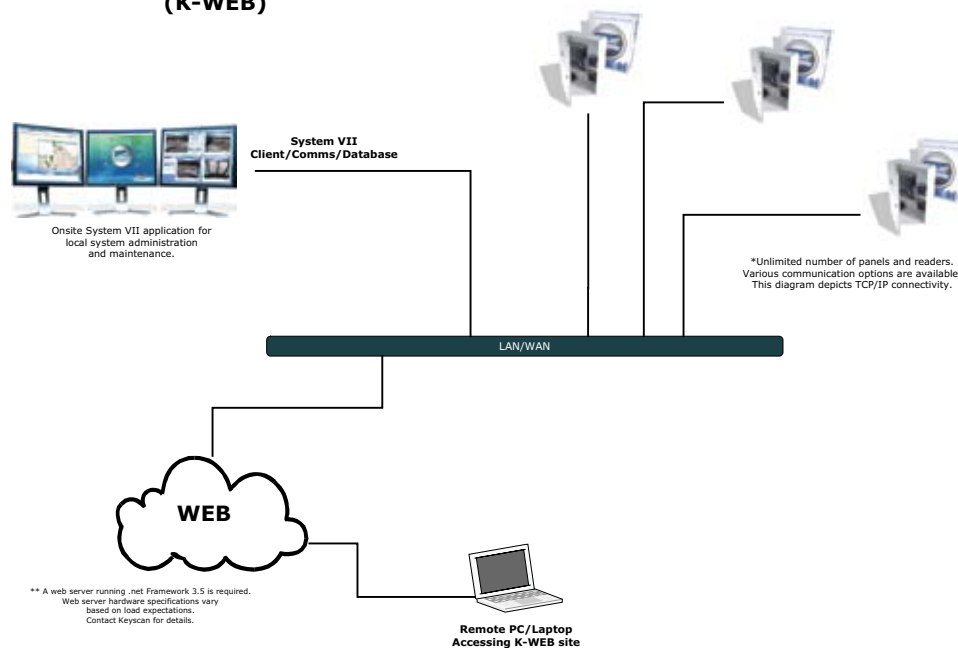 (K-WEB)
System VII
Client/Comms/Database
Onsite System VII application for
local system administration
and maintenance.
*Unlimited number of panels and readers.
Various communication options are available
This diagram depicts TCP/IP connectivity.
LAN/WAN
WEB
** A web server running .net Framework 3.5 is required.
Web server hardware specifications vary
based on load expectations.
Contact Keyscan for details.
Remote PC/Laptop
Accessing K-WEB site